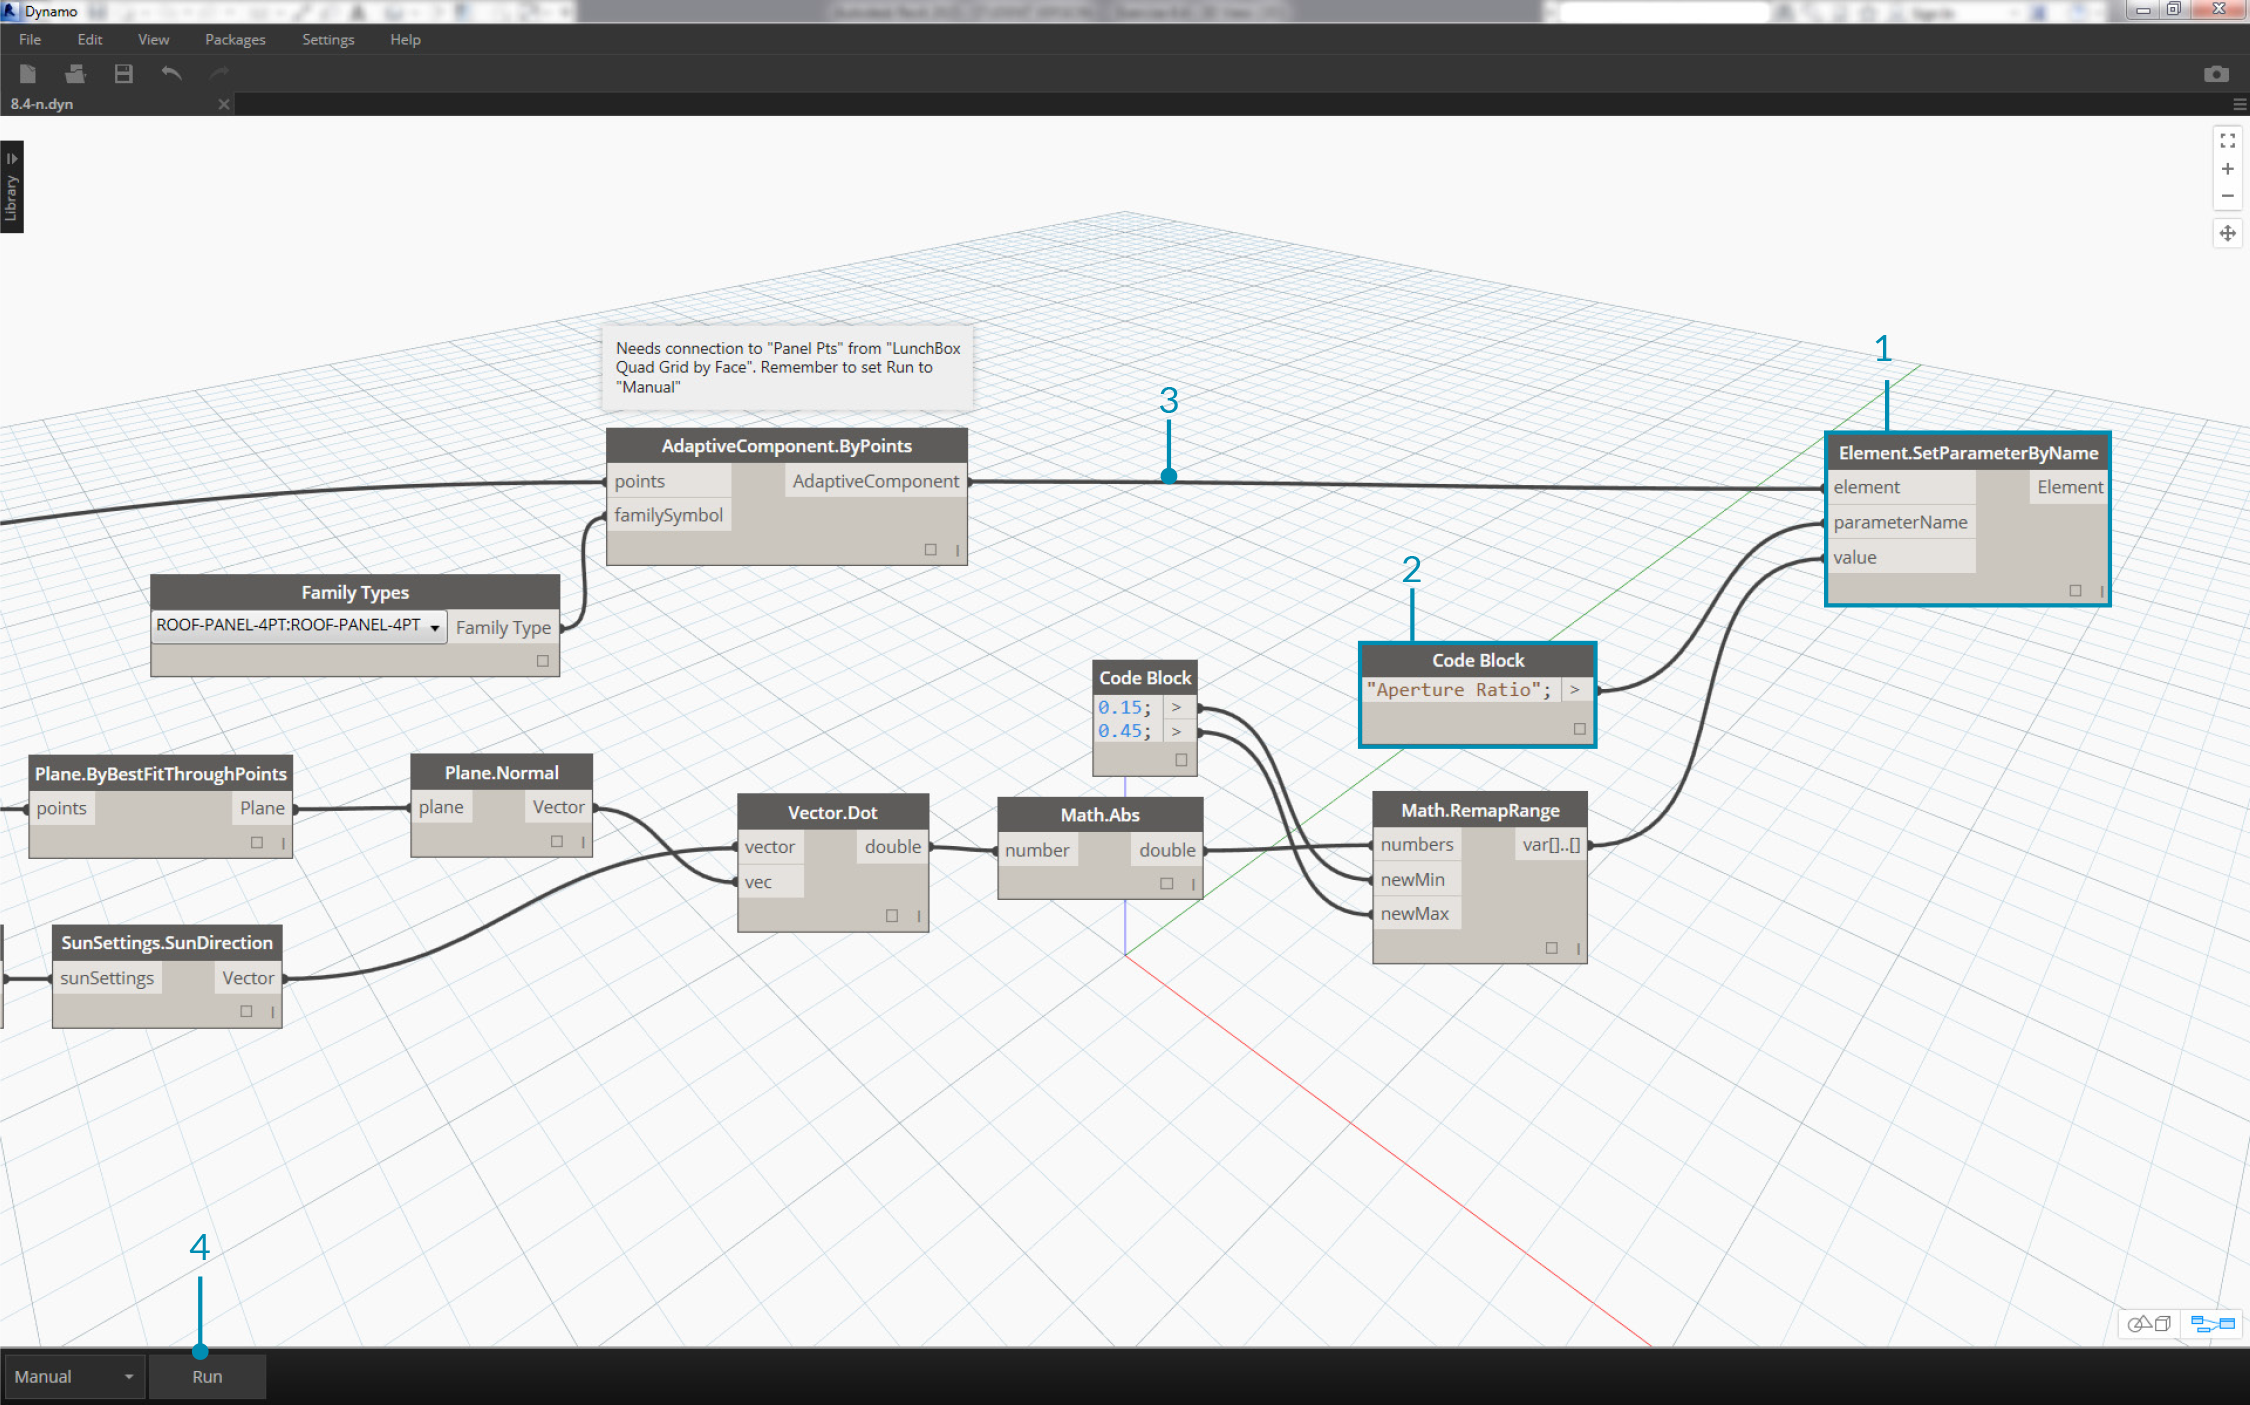 Dynamo
File Edit View Packages Settings Help
8.4-n.dyn
Library
Needs connection to "Panel Pts" from "LunchBox
Quad Grid by Face". Remember to set Run to
"Manual"
1
3
AdaptiveComponent.ByPoints
points AdaptiveComponent
familySymbol
Element.SetParameterByName
element Element
parameterName
value
2
Family Types
ROOF-PANEL-4PT:ROOF-PANEL-4PT Family Type
Code Block
"Aperture Ratio"; >
Code Block
0.15; >
0.45; >
Plane.ByBestFitThroughPoints
points Plane
Plane.Normal
plane Vector
Vector.Dot
vector double
vec
Math.Abs
number double
Math.RemapRange
numbers var[]..[]
newMin
newMax
SunSettings.SunDirection
sunSettings Vector
4
Manual Run